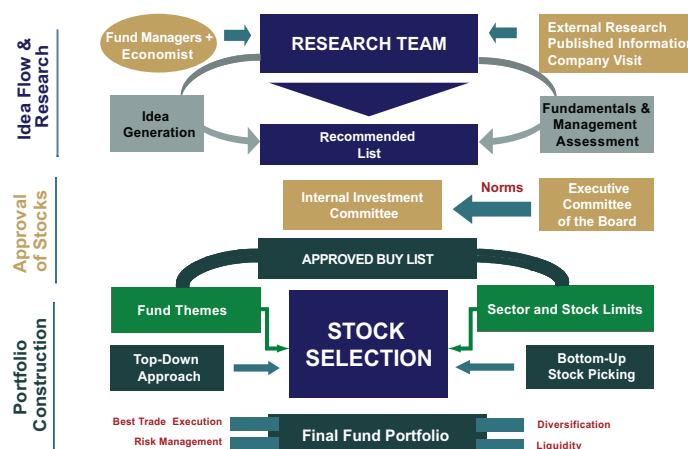 Idea Flow &
Research
Fund Managers +
Economist
RESEARCH TEAM
External Research
Published Information
Company Visit
Idea
Generation
Recommended
List
Fundamentals &
Management
Assessment
Approval
of Stocks
Internal Investment
Committee
Norms
Executive
Committee
of the Board
APPROVED BUY LIST
Portfolio
Construction
Fund Themes
STOCK
SELECTION
Sector and Stock Limits
Top-Down
Approach
Bottom-Up
Stock Picking
Best Trade Execution
Risk Management
Final Fund Portfolio
Diversification
Liquidity